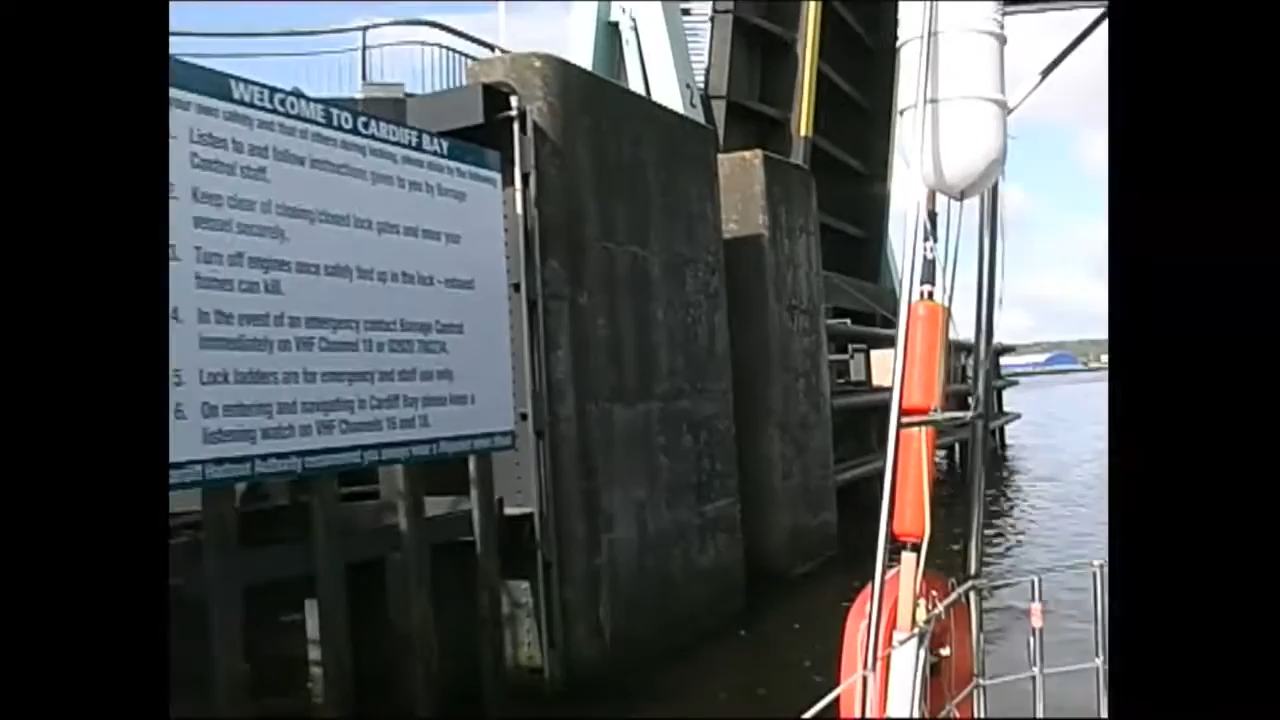 WELCOME TO CARDIFF BAY
your own safety and that of others during locking, please abide by the following
Listen to and follow instructions given to you by Barrage
Control staff.
2. Keep clear of closing/closed lock gates and moor your
vessel securely.
3. Turn off engines once safely tied up in the lock – exhaust
fumes can kill.
4. In the event of an emergency contact Barrage Control
immediately on VHF Channel 18 or
5. Lock ladders are for emergency and staff use only.
6. On entering and navigating in Cardiff Bay please keep a
listening watch on VHF Channels 16 and 18.
2